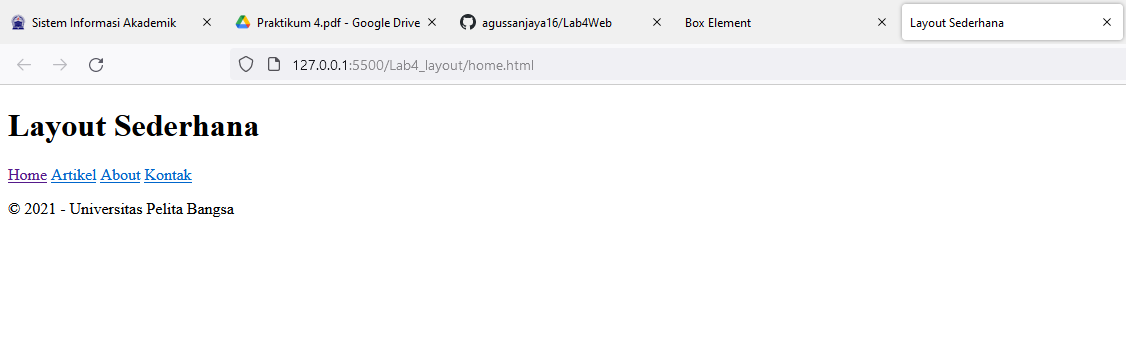 Sistem Informasi Akademik
Praktikum 4.pdf - Google Drive
agussanjaya16/Lab4Web
Box Element
Layout Sederhana
127.0.0.1:5500/Lab4_layout/home.html
Layout Sederhana
Home Artikel About Kontak
© 2021 - Universitas Pelita Bangsa